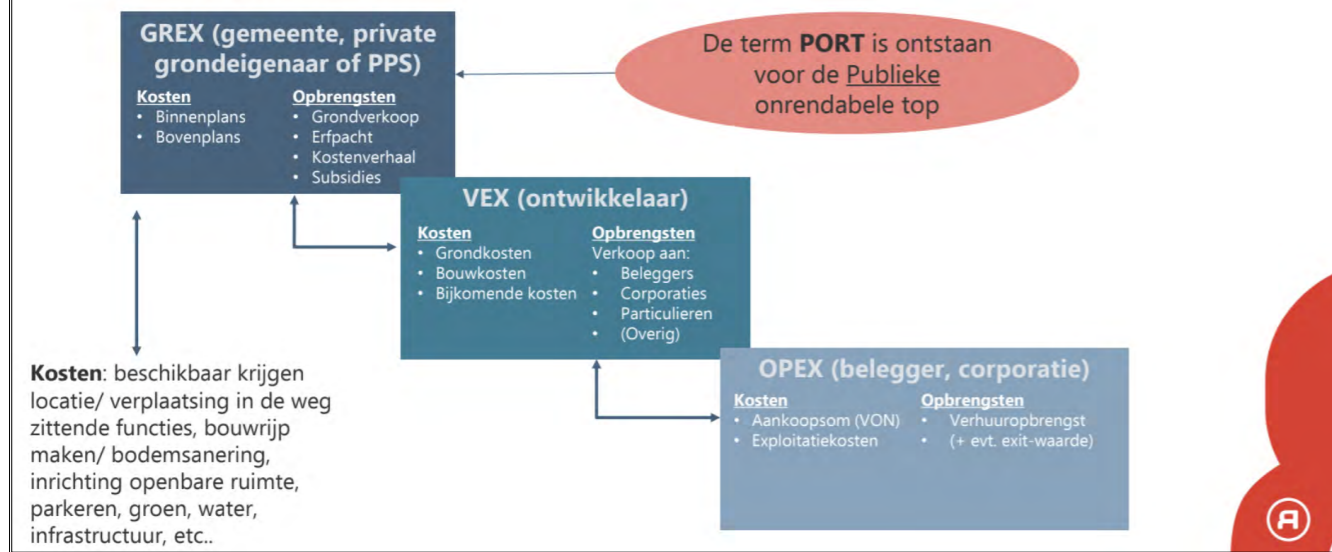 GREX (gemeente, private
grondeigenaar of PPS)
Kosten
• Binnenplans
• Bovenplans
Opbrengsten
• Grondverkoop
• Erfpacht
• Kostenverhaal
• Subsidies
De term PORT is ontstaan
voor de Publieke
onrendabele top
VEX (ontwikkelaar)
Kosten
• Grondkosten
• Bouwkosten
• Bijkomende kosten
Opbrengsten
Verkoop aan:
• Beleggers
• Corporaties
• Particulieren
• (Overig)
OPEX (belegger, corporatie)
Kosten
• Aankoopsom (VON)
• Exploitatiekosten
Opbrengsten
• Verhuuropbrengst
• (+ evt. exit-waarde)
Kosten: beschikbaar krijgen
locatie/ verplaatsing in de weg
zittende functies, bouwrijp
maken/ bodemsanering,
inrichting openbare ruimte,
parkeren, groen, water,
infrastructuur, etc..